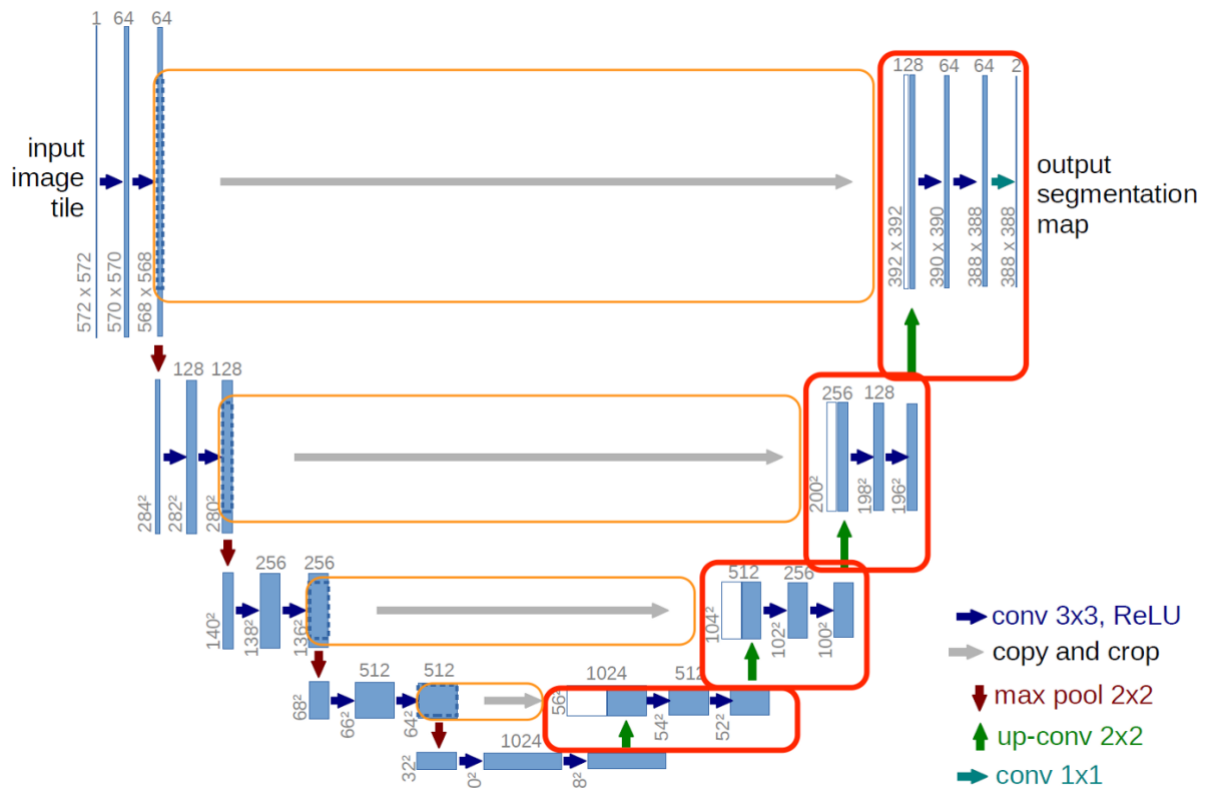 1 64 64
128 64 64 2
input
image
tile
output
segmentation
map
572 x 572
570 x 570
568 x 568
392 x 392
390 x 390
388 x 388
388 x 388
128 128
256 128
284²
282²
280²
200²
198²
196²
256 256
512 256
140²
138²
136²
104²
102²
100²
512 512
1024 512
68²
66²
64²
56²
54²
52²
1024
32²
0²
8²
conv 3x3, ReLU
copy and crop
max pool 2x2
up-conv 2x2
conv 1x1